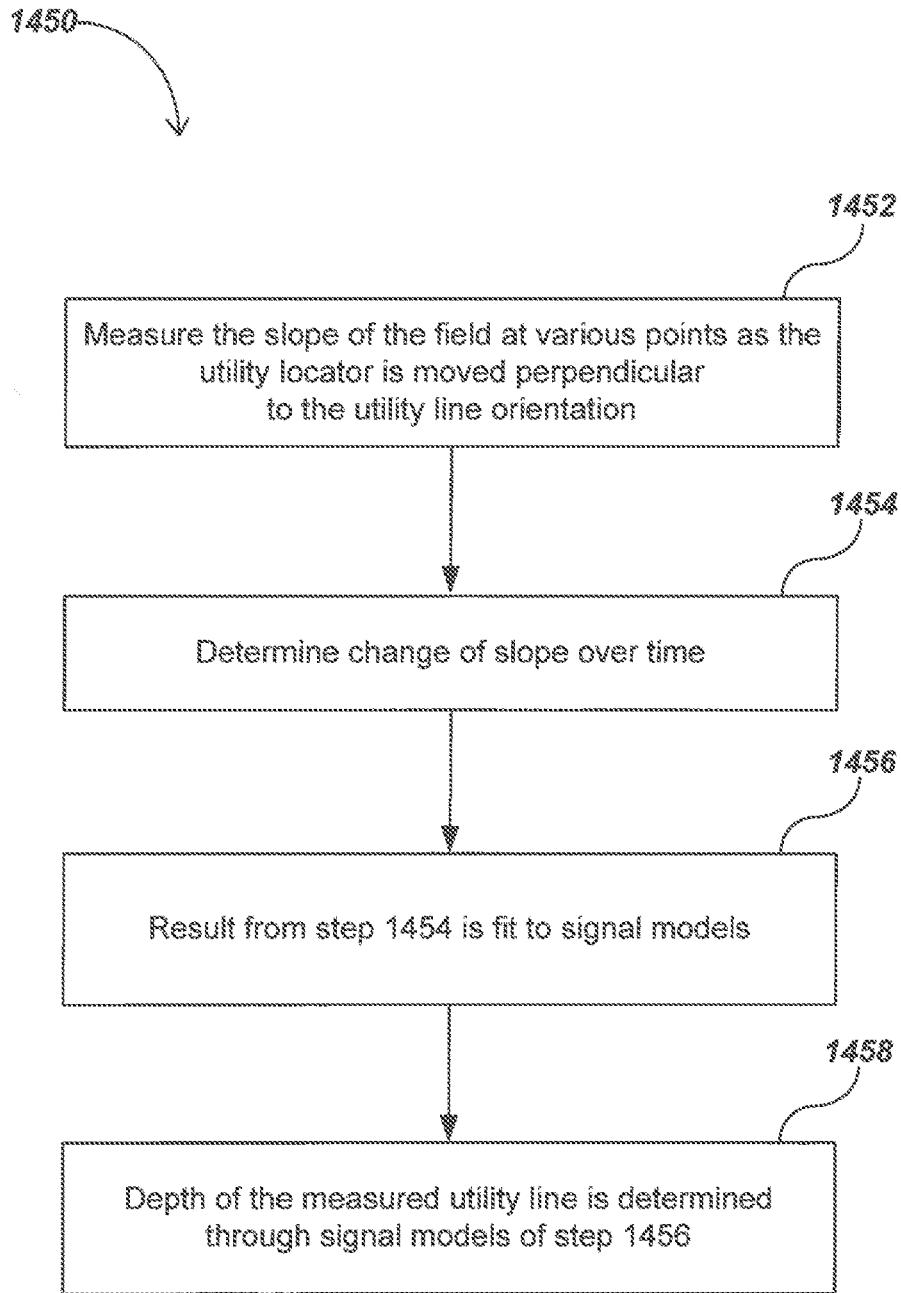 1450
1452
Measure the slope of the field at various points as the
utility locator is moved perpendicular
to the utility line orientation
1454
Determine change of slope over time
1456
Result from step 1454 is fit to signal models
1458
Depth of the measured utility line is determined
through signal models of step 1456